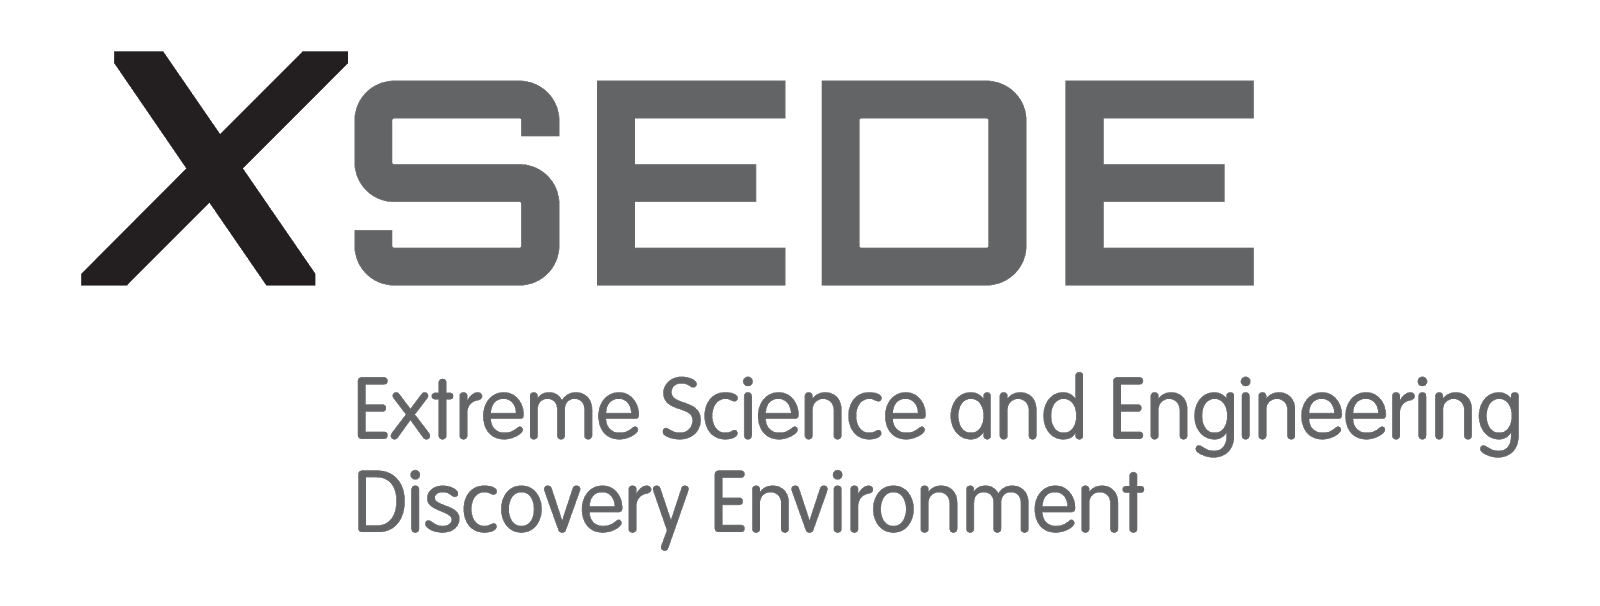 XSEDE
Extreme Science and Engineering
Discovery Environment